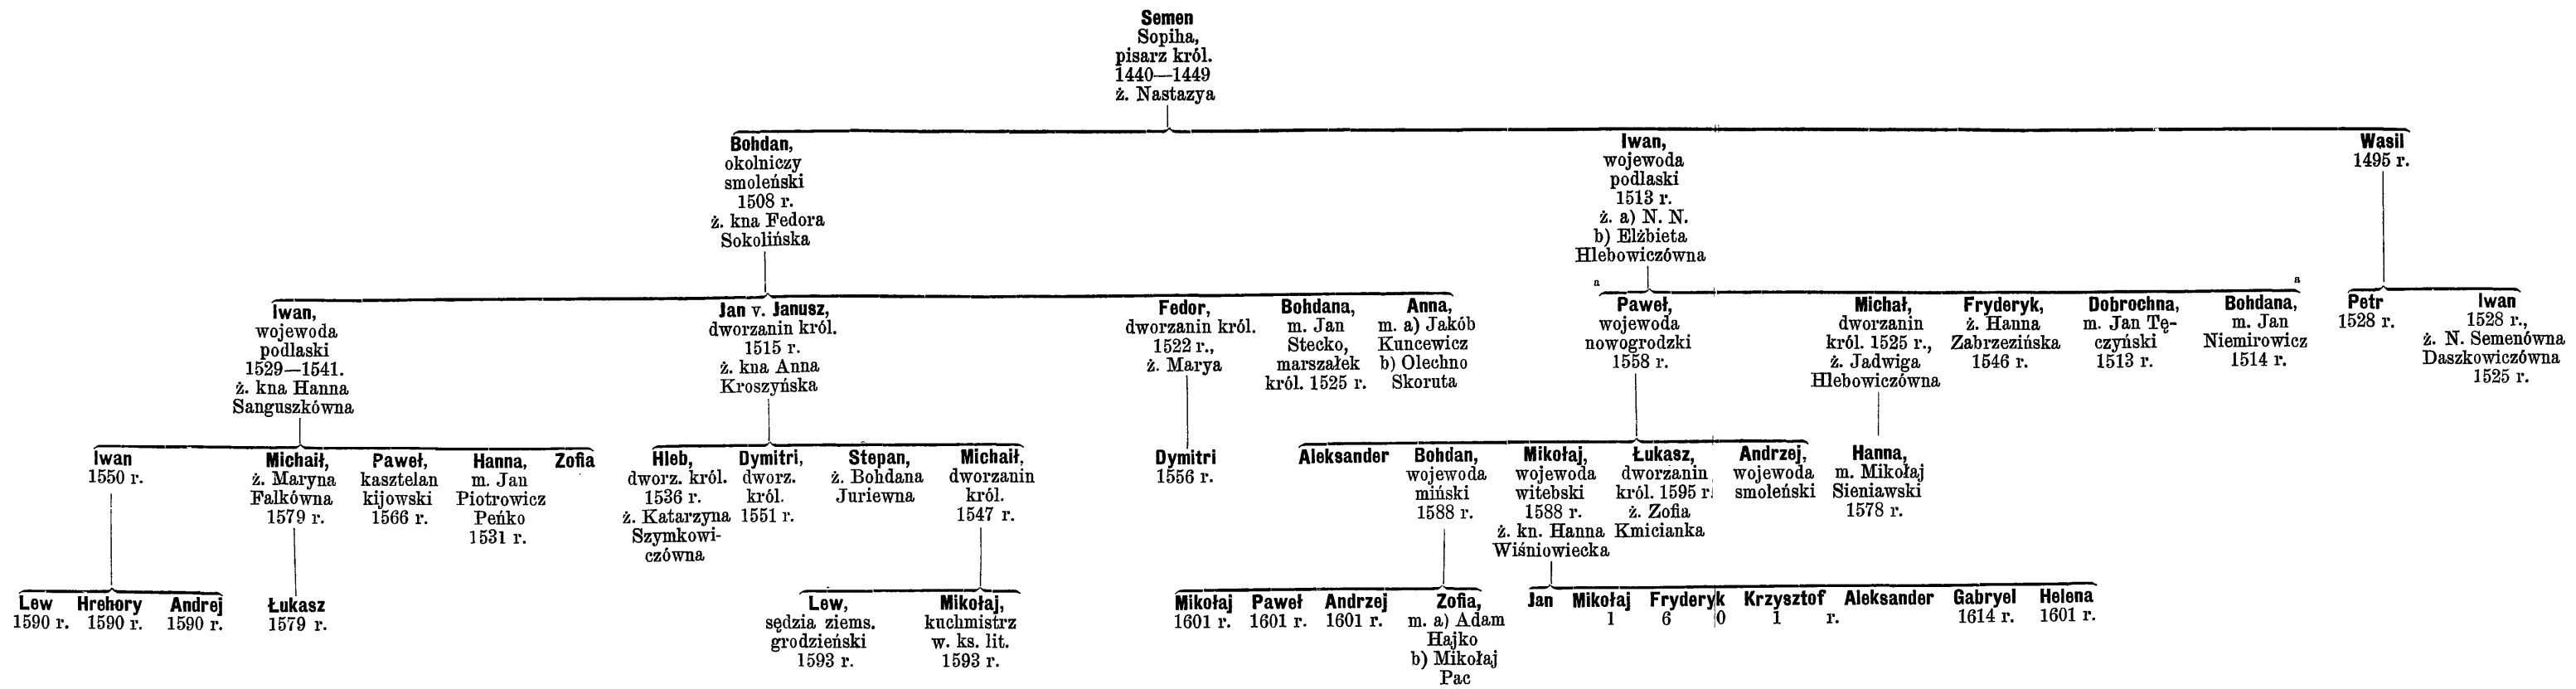 Semen
Sopiha,
pisarz król.
1440—1449
ż. Nastazya
Bohdan,
okolniczy
smoleński
1508 r.
ż. kna Fedora
Sokolińska
Iwan,
wojewoda
podlaski
1513 r.
ż. a) N. N.
b) Elżbieta
Hlebowiczówna
Wasil
1495 r.
Iwan,
wojewoda
podlaski
1529—1541.
ż. kna Hanna
Sanguszkówna
Jan v. Janusz,
dworzanin król.
1515 r.
ż. kna Anna
Kroszyńska
Fedor,
dworzanin król.
1522 r.,
ż. Marya
Bohdana,
m. Jan
Stecko,
marszałek
król. 1525 r.
Anna,
m. a) Jakób
Kuncewicz
b) Olechno
Skoruta
a
Paweł,
wojewoda
nowogrodzki
1558 r.
Michał,
dworzanin
król. 1525 r.,
ż. Jadwiga
Hlebowiczówna
Fryderyk,
ż. Hanna
Zabrzezińska
1546 r.
Dobrochna,
m. Jan Tę-
czyński
1513 r.
a
Bohdana,
m. Jan
Niemirowicz
1514 r.
Petr
1528 r.
Iwan
1528 r.,
ż. N. Semenówna
Daszkowiczówna
1525 r.
Iwan
1550 r.
Michaił,
ż. Maryna
Falkówna
1579 r.
Paweł,
kasztelan
kijowski
1566 r.
Hanna,
m. Jan
Piotrowicz
Peńko
1531 r.
Zofia
Hleb,
dworz. król.
1536 r.
ż. Katarzyna
Szymkowi-
czówna
Dymitri,
dworz.
król.
1551 r.
Stepan,
ż. Bohdana
Juriewna
Michaił,
dworzanin
król.
1547 r.
Dymitri
1556 r.
Aleksander
Bohdan,
wojewoda
miński
1588 r.
Mikołaj,
wojewoda
witebski
1588 r.
ż. kn. Hanna
Wiśniowiecka
Łukasz,
dworzanin
król. 1595 r.
ż. Zofia
Kmicianka
Andrzej,
wojewoda
smoleński
Hanna,
m. Mikołaj
Sieniawski
1578 r.
Lew
1590 r.
Hrehory
1590 r.
Andrej
1590 r.
Łukasz
1579 r.
Lew,
sędzia ziems.
grodzieński
1593 r.
Mikołaj,
kuchmistrz
w. ks. lit.
1593 r.
Mikołaj
1601 r.
Paweł
1601 r.
Andrzej
1601 r.
Zofia,
m. a) Adam
Hajko
b) Mikołaj
Pac
Jan Mikołaj Fryderyk Krzysztof Aleksander
1 6 0 1 r.
Gabryel
1614 r.
Helena
1601 r.